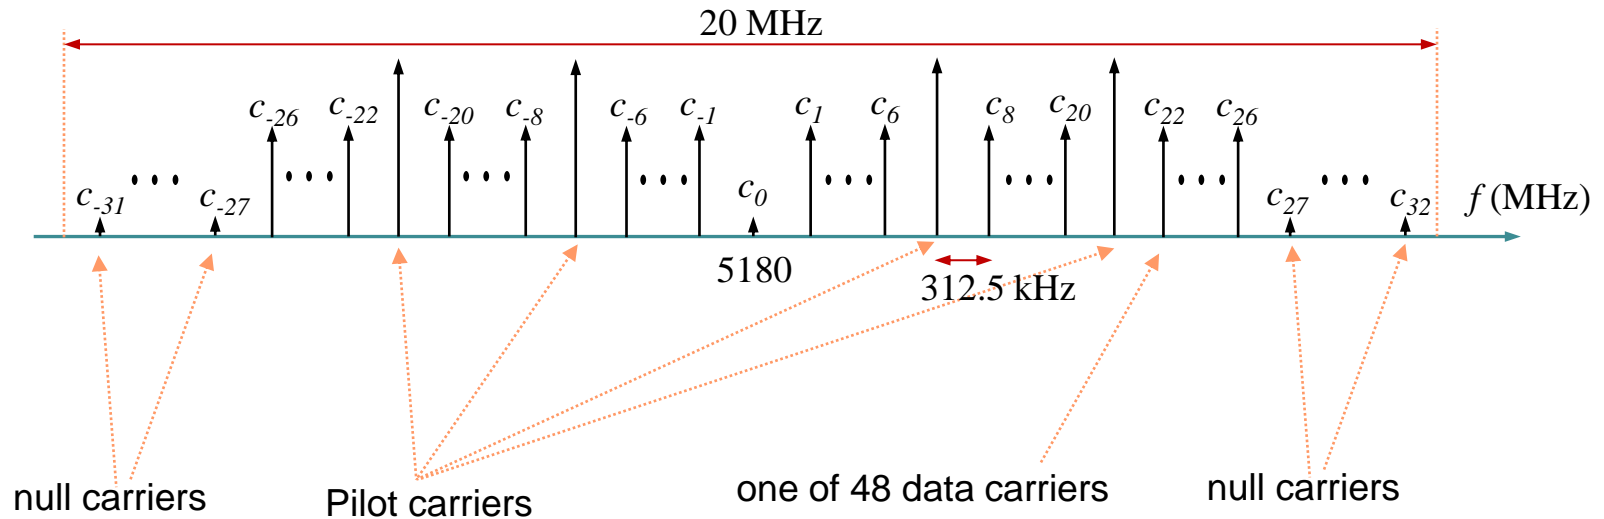 20 MHz
c-26 c-22 c-20 c-8 c-6 c-1 c1 c6 c8 c20 c22 c26
c-31 c-27 c0 c27 c32 f (MHz)
5180 312.5 kHz
null carriers Pilot carriers one of 48 data carriers null carriers